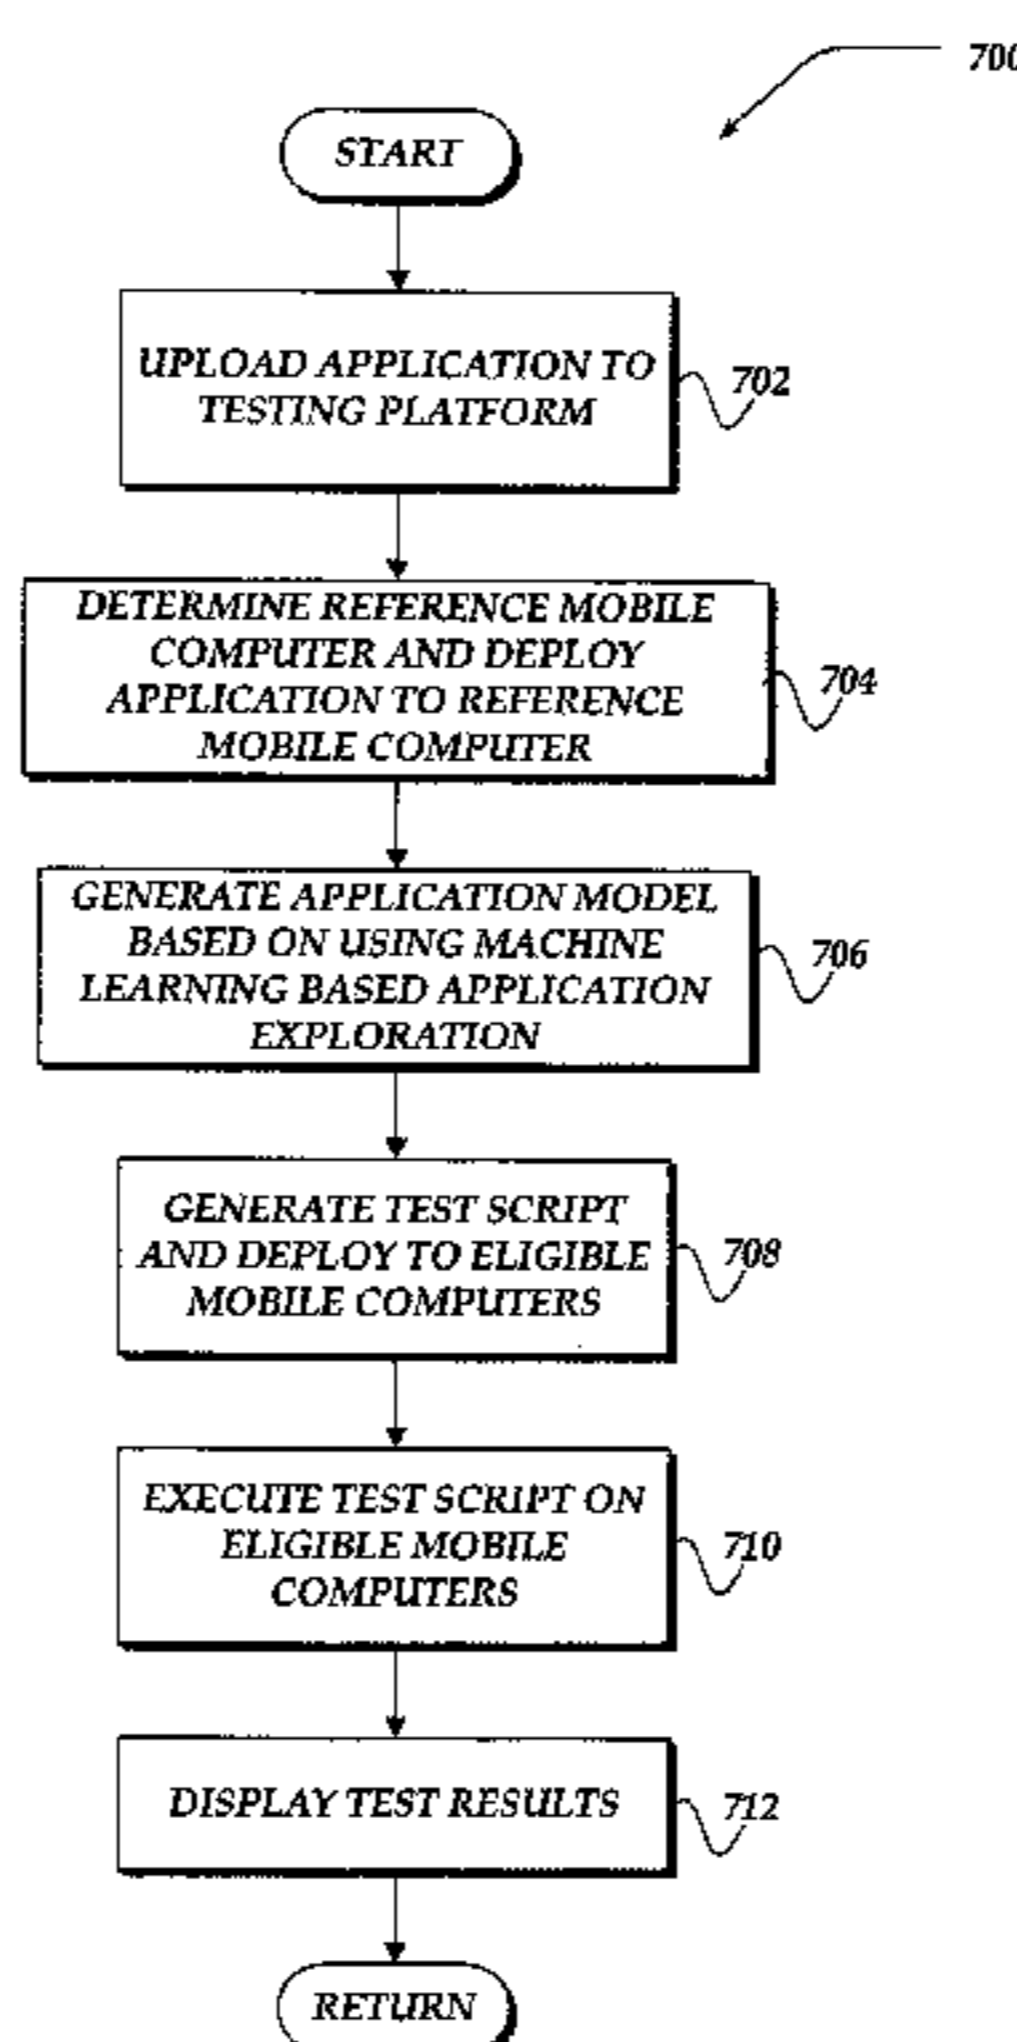 700
START
UPLOAD APPLICATION TO
TESTING PLATFORM
702
DETERMINE REFERENCE MOBILE
COMPUTER AND DEPLOY
APPLICATION TO REFERENCE
MOBILE COMPUTER
704
GENERATE APPLICATION MODEL
BASED ON USING MACHINE
LEARNING BASED APPLICATION
EXPLORATION
706
GENERATE TEST SCRIPT
AND DEPLOY TO ELIGIBLE
MOBILE COMPUTERS
708
EXECUTE TEST SCRIPT ON
ELIGIBLE MOBILE
COMPUTERS
710
DISPLAY TEST RESULTS
712
RETURN